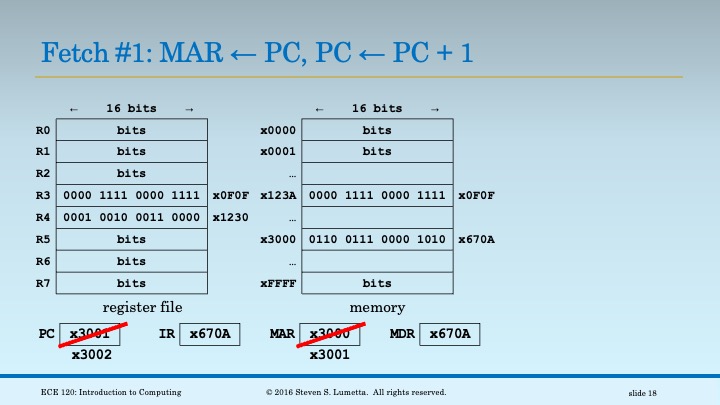 Fetch #1: MAR ← PC, PC ← PC + 1
← 16 bits → ← 16 bits →
R0 bits x0000 bits
R1 bits x0001 bits
R2 bits …
R3 0000 1111 0000 1111 x0F0F x123A 0000 1111 0000 1111 x0F0F
R4 0001 0010 0011 0000 x1230 …
R5 bits x3000 0110 0111 0000 1010 x670A
R6 bits …
R7 bits xFFFF bits
register file memory
PC x3001 IR x670A MAR x3000 MDR x670A
x3002 x3001
ECE 120: Introduction to Computing © 2016 Steven S. Lumetta. All rights reserved. slide 18